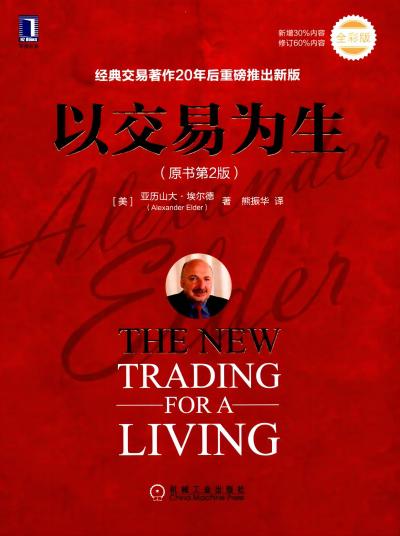 新增30%内容
修订60%内容
全彩版
经典交易著作20年后重磅推出新版
以交易为生
（原书第2版）
[美] 亚历山大·埃尔德 著 熊振华 译
(Alexander Elder)
Alexander
Elder
THE NEW
TRADING
FOR A
LIVING
机械工业出版社
China Machine Press